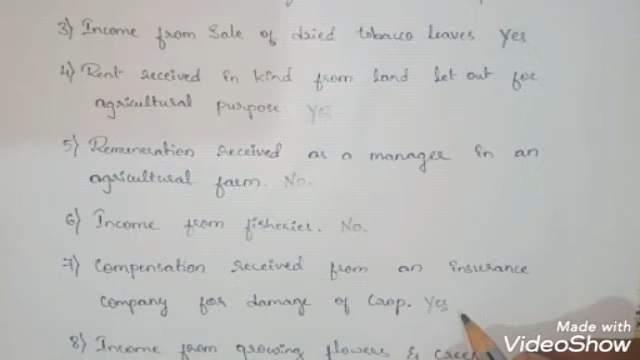 3) Income from Sale of dried tobacco leaves Yes
4) Rent received in kind from land let out for
agricultural purpose Yes
5) Remuneration received as a manager in an
agricultural farm. No.
6) Income from fisheries. No.
7) Compensation received from an insurance
company for damage of Crop. Yes
8) Income from growing flowers &
Made with
VideoShow